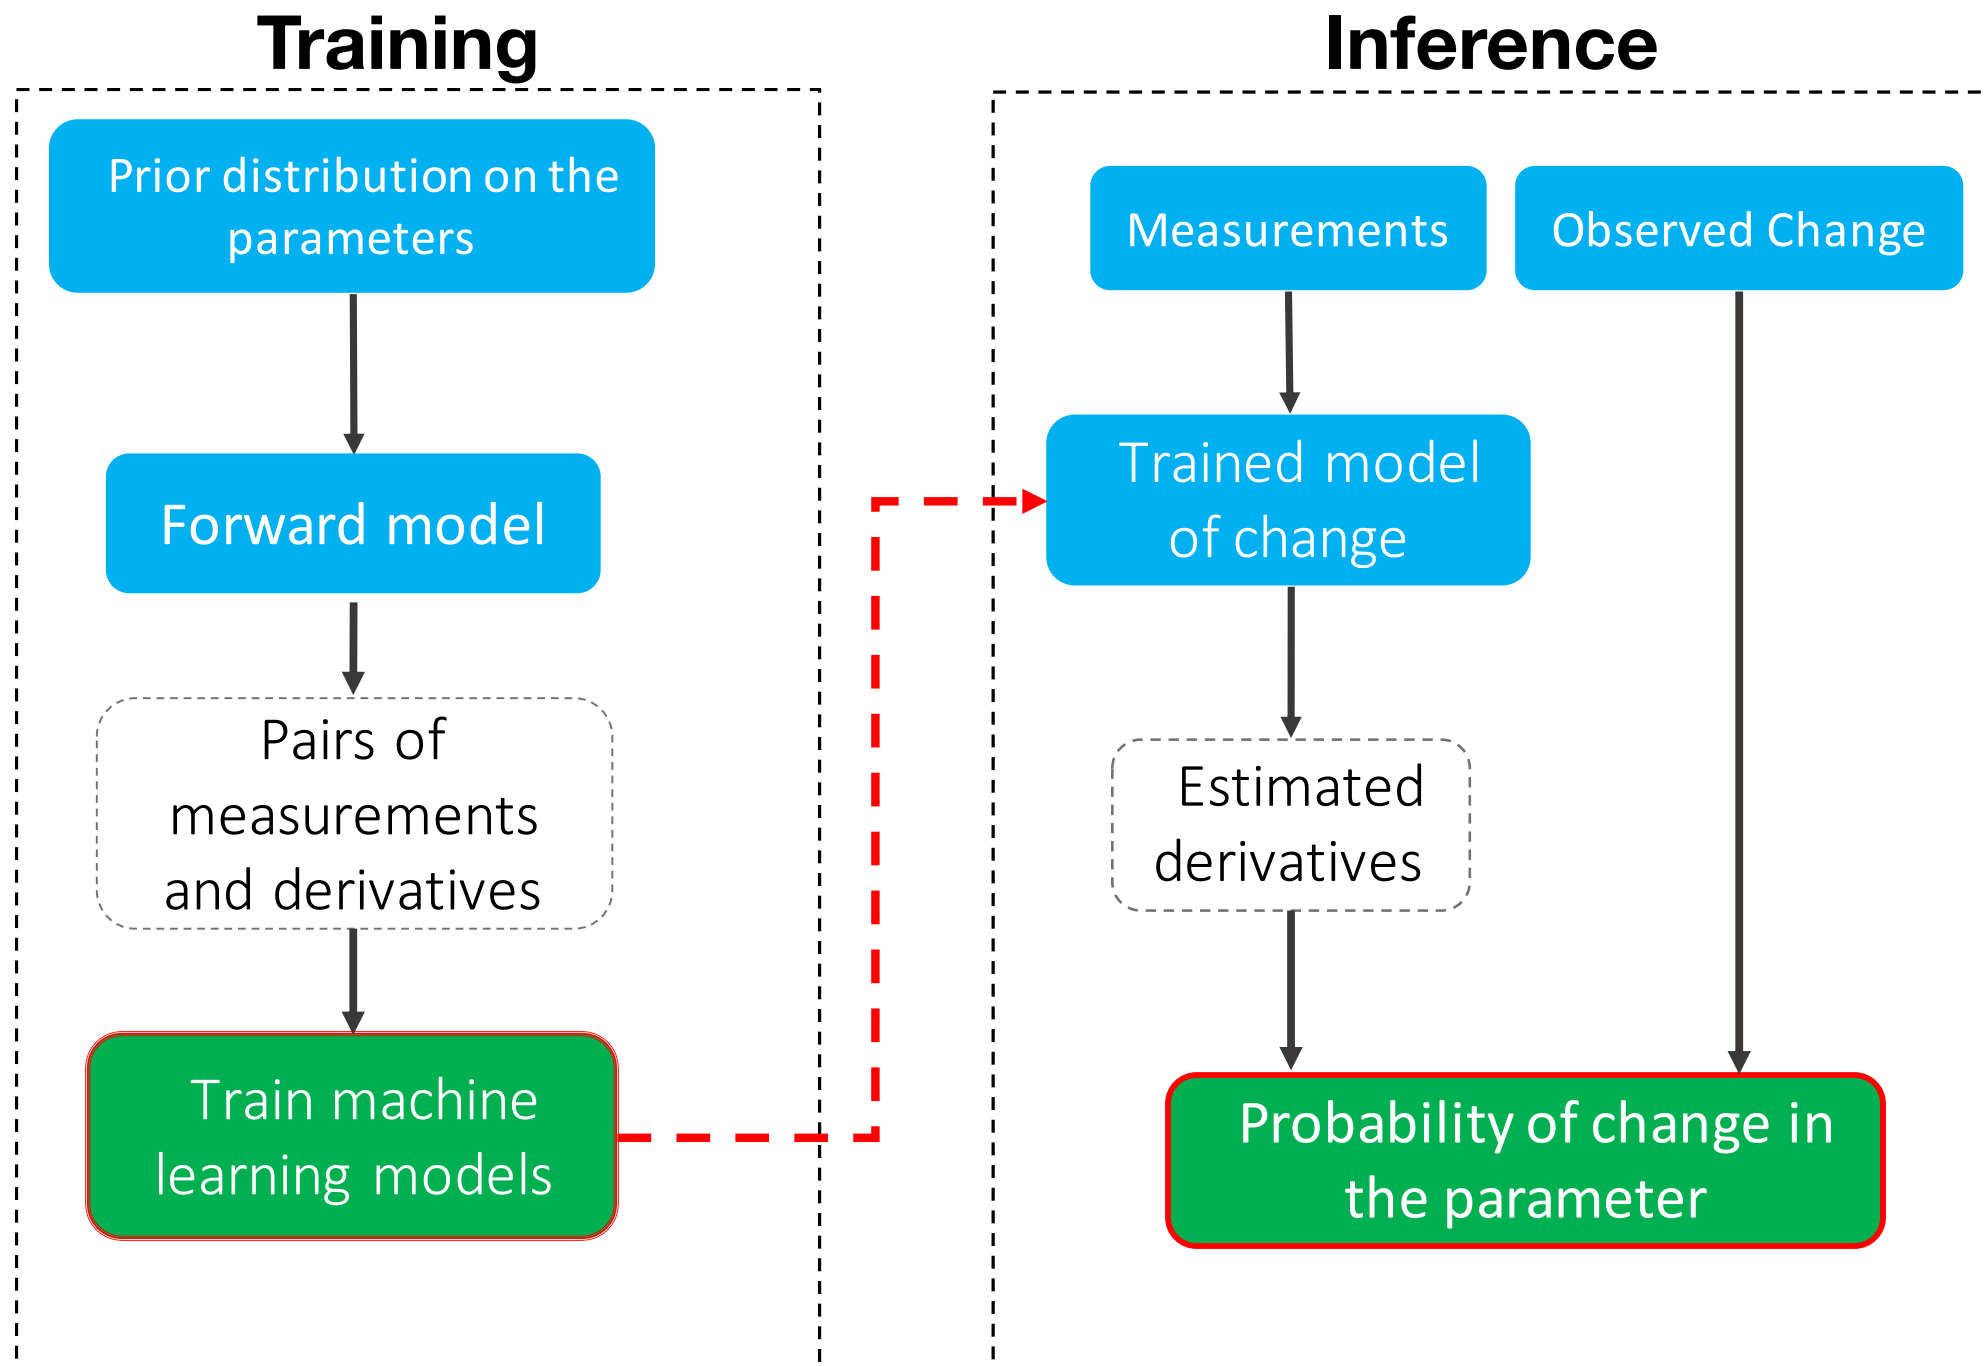 Training
Prior distribution on the
parameters
Forward model
Pairs of
measurements
and derivatives
Train machine
learning models
Inference
Measurements
Observed Change
Trained model
of change
Estimated
derivatives
Probability of change in
the parameter